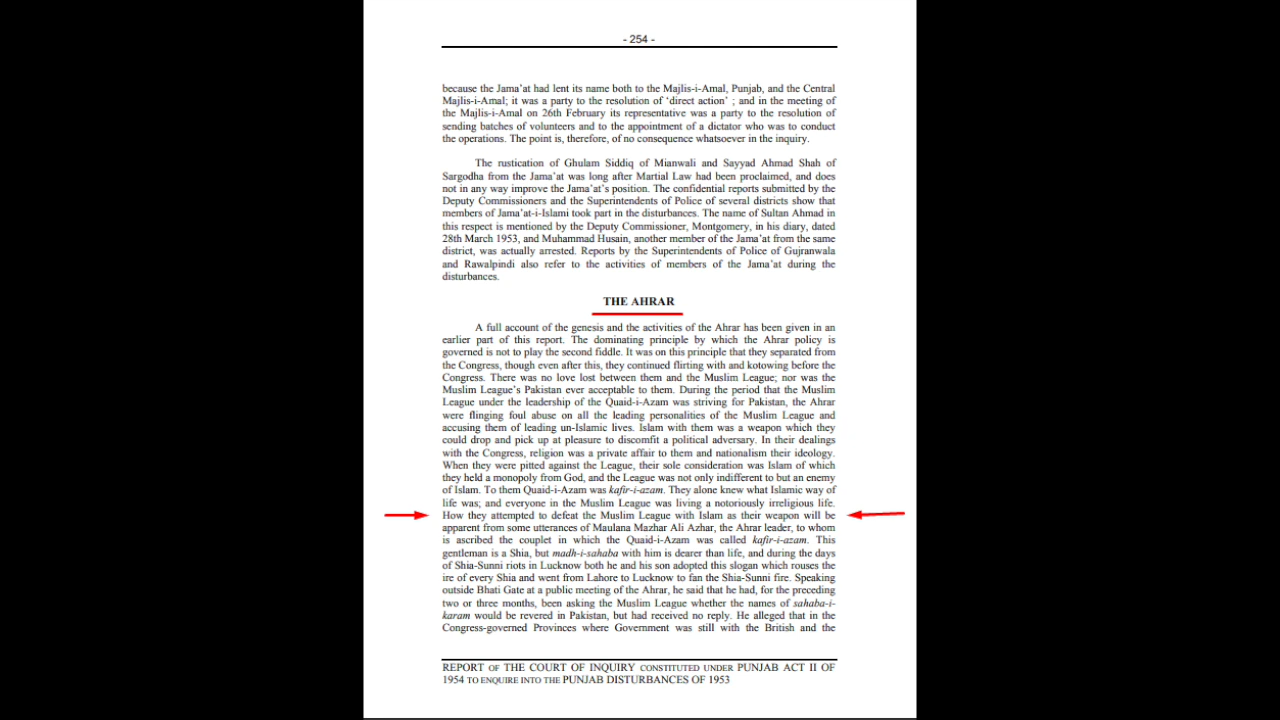 - 254 -
because the Jama'at had lent its name both to the Majlis-i-Amal, Punjab, and the Central
Majlis-i-Amal; it was a party to the resolution of 'direct action' ; and in the meeting of
the Majlis-i-Amal on 26th February its representative was a party to the resolution of
sending batches of volunteers and to the appointment of a dictator who was to conduct
the operations. The point is, therefore, of no consequence whatsoever in the inquiry.
The rustication of Ghulam Siddiq of Mianwali and Sayyad Ahmad Shah of
Sargodha from the Jama'at was long after Martial Law had been proclaimed, and does
not in any way improve the Jama'at's position. The confidential reports submitted by the
Deputy Commissioners and the Superintendents of Police of several districts show that
members of Jama'at-i-Islami took part in the disturbances. The name of Sultan Ahmad in
this respect is mentioned by the Deputy Commissioner, Montgomery, in his diary, dated
28th March 1953, and Muhammad Husain, another member of the Jama'at from the same
district, was actually arrested. Reports by the Superintendents of Police of Gujranwala
and Rawalpindi also refer to the activities of members of the Jama'at during the
disturbances.
THE AHRAR
A full account of the genesis and the activities of the Ahrar has been given in an
earlier part of this report. The dominating principle by which the Ahrar policy is
governed is not to play the second fiddle. It was on this principle that they separated from
the Congress, though even after this, they continued flirting with and kotowing before the
Congress. There was no love lost between them and the Muslim League; nor was the
Muslim League's Pakistan ever acceptable to them. During the period that the Muslim
League under the leadership of the Quaid-i-Azam was striving for Pakistan, the Ahrar
were flinging foul abuse on all the leading personalities of the Muslim League and
accusing them of leading un-Islamic lives. Islam with them was a weapon which they
could drop and pick up at pleasure to discomfit a political adversary. In their dealings
with the Congress, religion was a private affair to them and nationalism their ideology.
When they were pitted against the League, their sole consideration was Islam of which
they held a monopoly from God, and the League was not only indifferent to but an enemy
of Islam. To them Quaid-i-Azam was kafir-i-azam. They alone knew what Islamic way of
life was; and everyone in the Muslim League was living a notoriously irreligious life.
How they attempted to defeat the Muslim League with Islam as their weapon will be
apparent from some utterances of Maulana Mazhar Ali Azhar, the Ahrar leader, to whom
is ascribed the couplet in which the Quaid-i-Azam was called kafir-i-azam. This
gentleman is a Shia, but madh-i-sahaba with him is dearer than life, and during the days
of Shia-Sunni riots in Lucknow both he and his son adopted this slogan which rouses the
ire of every Shia and went from Lahore to Lucknow to fan the Shia-Sunni fire. Speaking
outside Bhati Gate at a public meeting of the Ahrar, he said that he had, for the preceding
two or three months, been asking the Muslim League whether the names of sahaba-i-
karam would be revered in Pakistan, but had received no reply. He alleged that in the
Congress-governed Provinces where Government was still with the British and the
REPORT OF THE COURT OF INQUIRY CONSTITUTED UNDER PUNJAB ACT II OF
1954 TO ENQUIRE INTO THE PUNJAB DISTURBANCES OF 1953